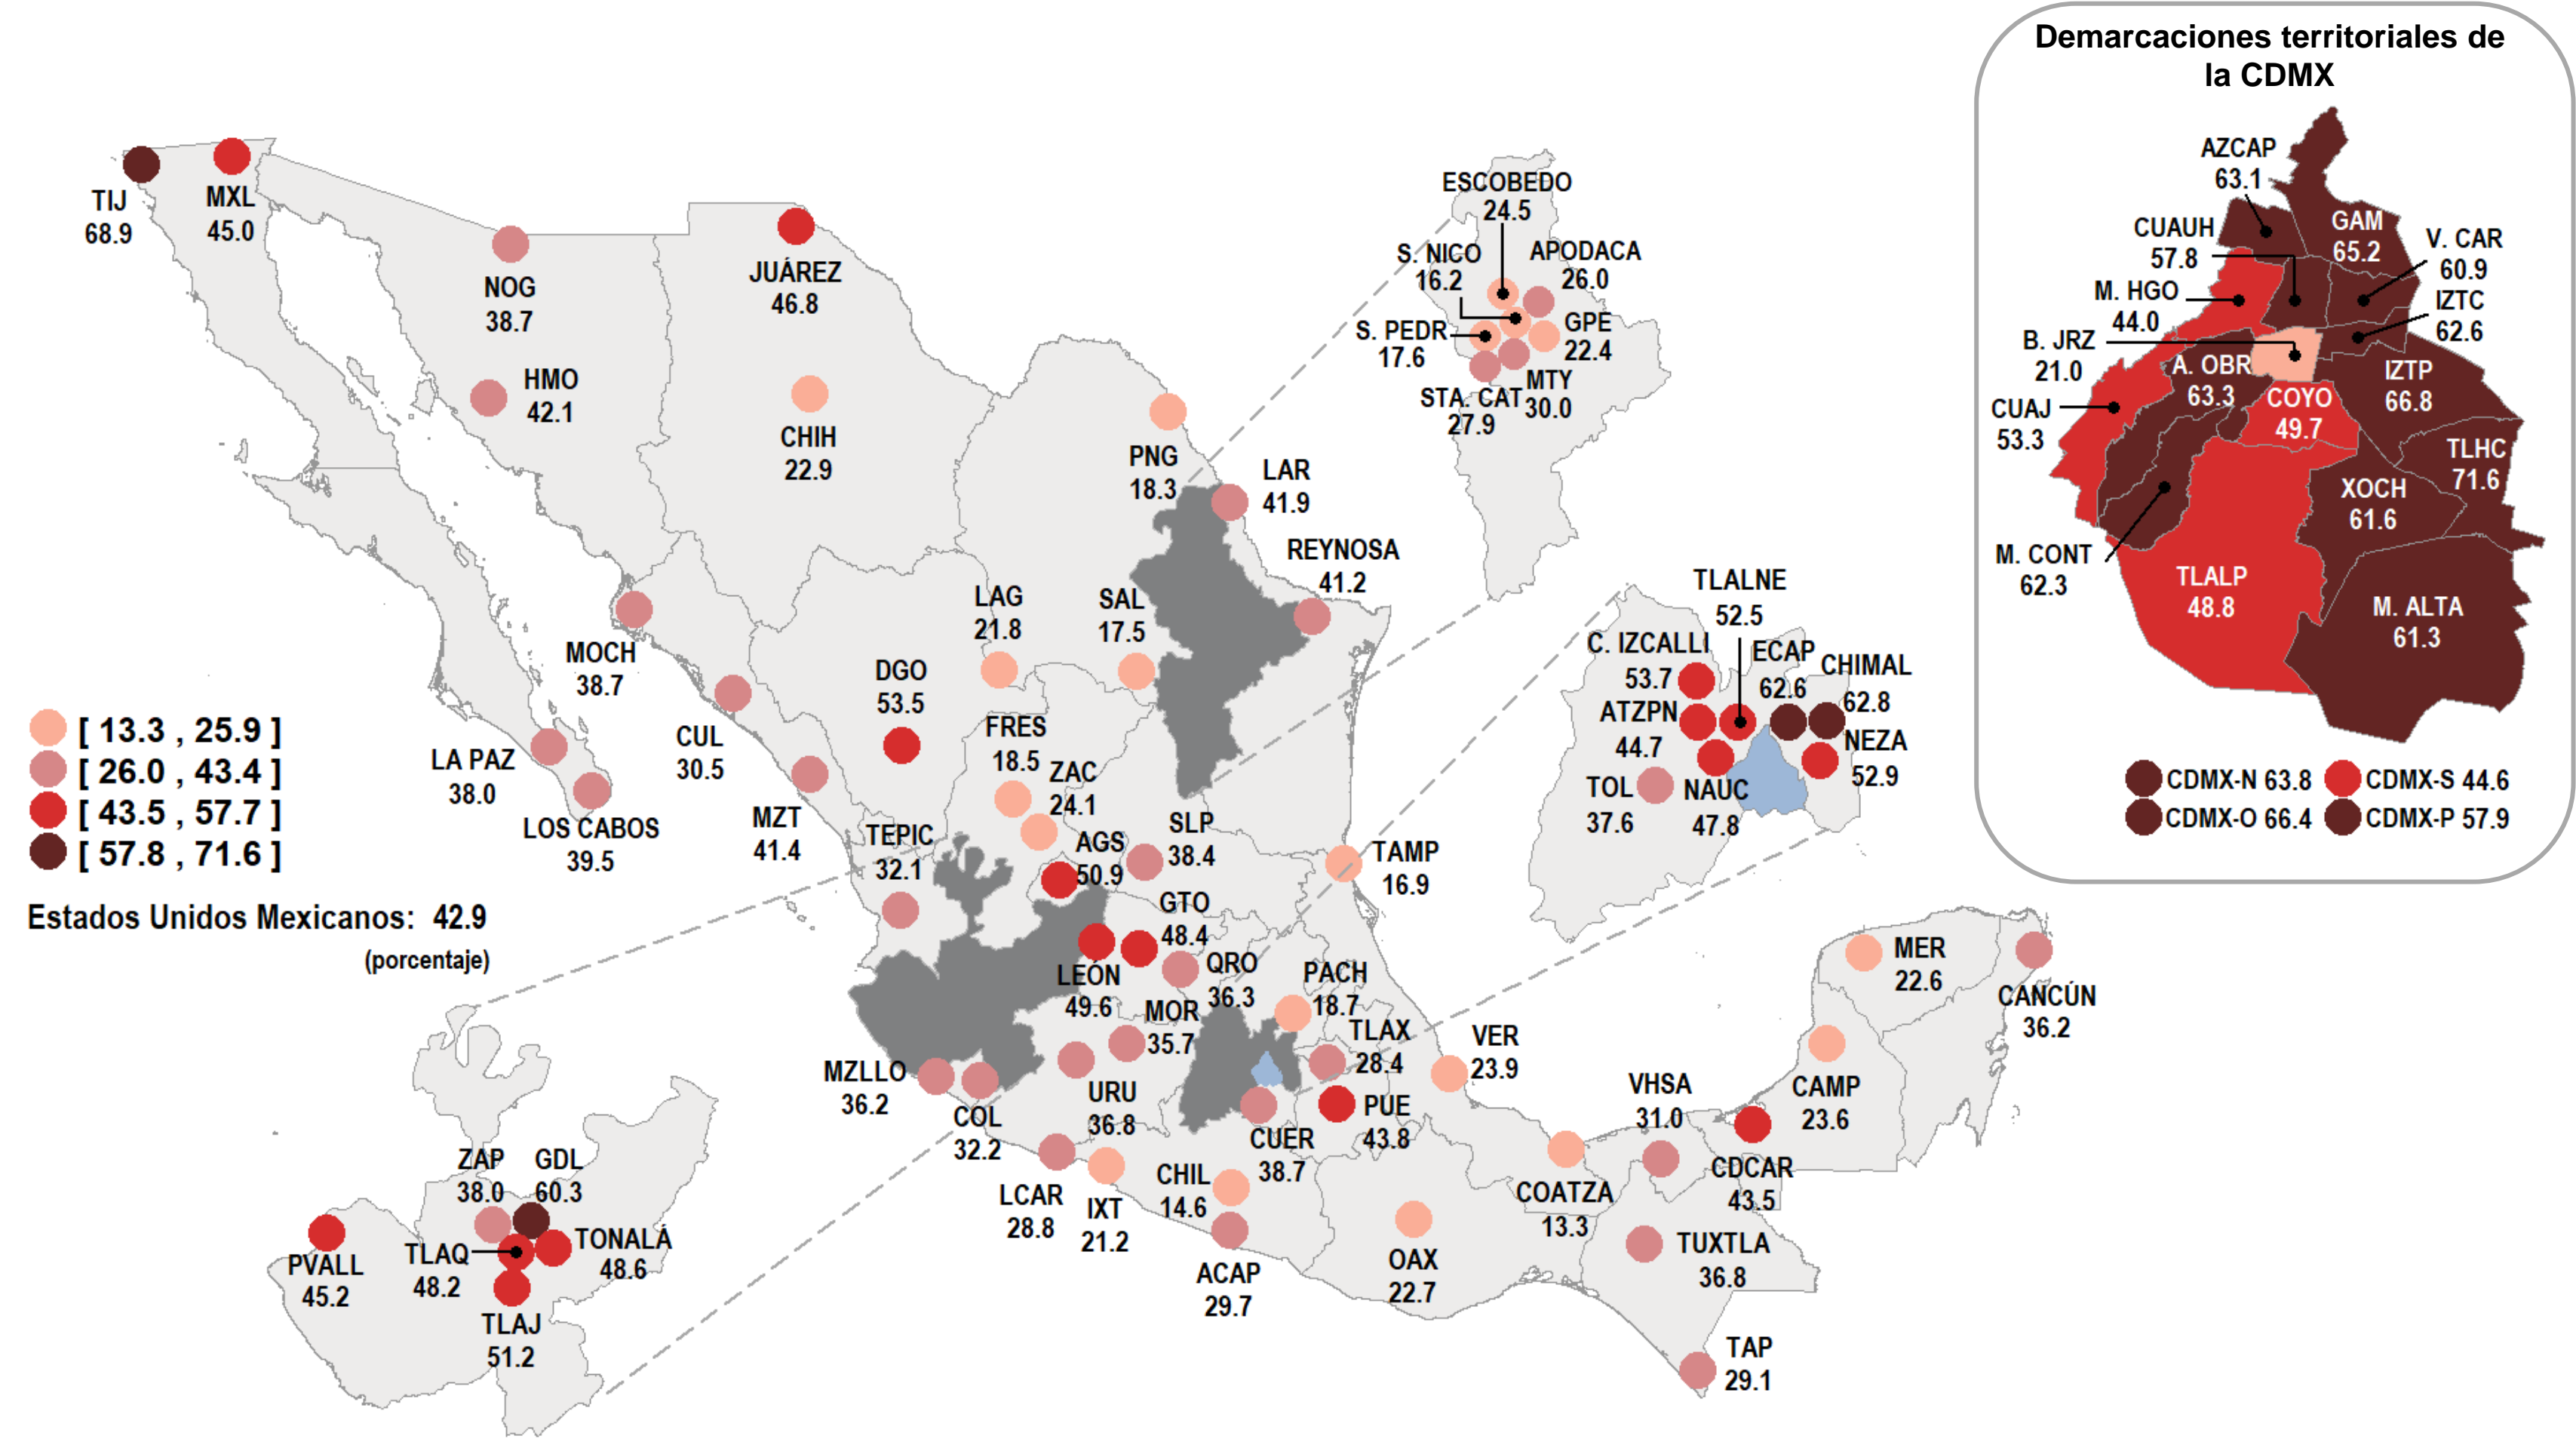 Demarcaciones territoriales de
la CDMX
AZCAP
63.1
GAM
65.2
CUAUH
57.8
V. CAR
60.9
M. HGO
44.0
IZTC
62.6
B. JRZ
21.0
A. OBR
63.3
IZTP
66.8
CUAJ
53.3
COYO
49.7
TLHC
71.6
XOCH
61.6
M. CONT
62.3
TLALP
48.8
M. ALTA
61.3
CDMX-N 63.8
CDMX-S 44.6
CDMX-O 66.4
CDMX-P 57.9
TIJ
68.9
MXL
45.0
NOG
38.7
HMO
42.1
JUÁREZ
46.8
CHIH
22.9
ESCOBEDO
24.5
S. NICO
16.2
APODACA
26.0
S. PEDR
17.6
GPE
22.4
STA. CAT
27.9
MTY
30.0
PNG
18.3
LAR
41.9
REYNOSA
41.2
LAG
21.8
SAL
17.5
MOCH
38.7
DGO
53.5
CUL
30.5
LA PAZ
38.0
LOS CABOS
39.5
MZT
41.4
FRES
18.5
ZAC
24.1
TEPIC
32.1
AGS
50.9
SLP
38.4
TAMP
16.9
TLALNE
52.5
C. IZCALLI
53.7
ECAP
62.6
CHIMAL
62.8
ATZPN
44.7
NEZA
52.9
TOL
37.6
NAUC
47.8
[ 13.3 , 25.9 ]
[ 26.0 , 43.4 ]
[ 43.5 , 57.7 ]
[ 57.8 , 71.6 ]
Estados Unidos Mexicanos: 42.9
(porcentaje)
GTO
48.4
LEÓN
49.6
QRO
36.3
PACH
18.7
MOR
35.7
TLAX
28.4
VER
23.9
MZLLO
36.2
COL
32.2
URU
36.8
CUER
38.7
PUE
43.8
LCAR
28.8
IXT
21.2
CHIL
14.6
ACAP
29.7
OAX
22.7
COATZA
13.3
VHSA
31.0
CDCAR
43.5
CAMP
23.6
MER
22.6
CANCÚN
36.2
TUXTLA
36.8
TAP
29.1
ZAP
38.0
GDL
60.3
PVALL
45.2
TLAQ
48.2
TONALÁ
48.6
TLAJ
51.2